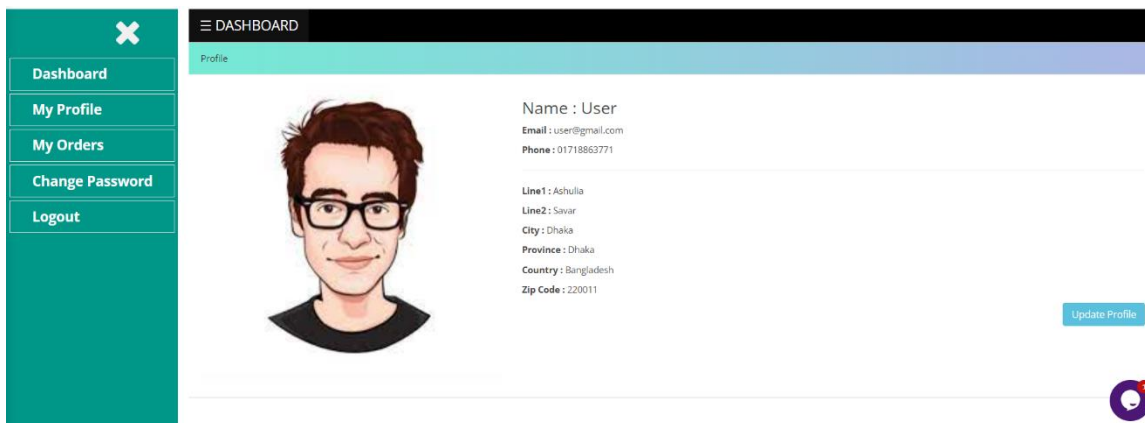 ☰ DASHBOARD
Profile
Dashboard
My Profile
My Orders
Change Password
Logout
Name : User
Email : user@gmail.com
Phone : 01718863771
Line1 : Ashulia
Line2 : Savar
City : Dhaka
Province : Dhaka
Country : Bangladesh
Zip Code : 220011
Update Profile